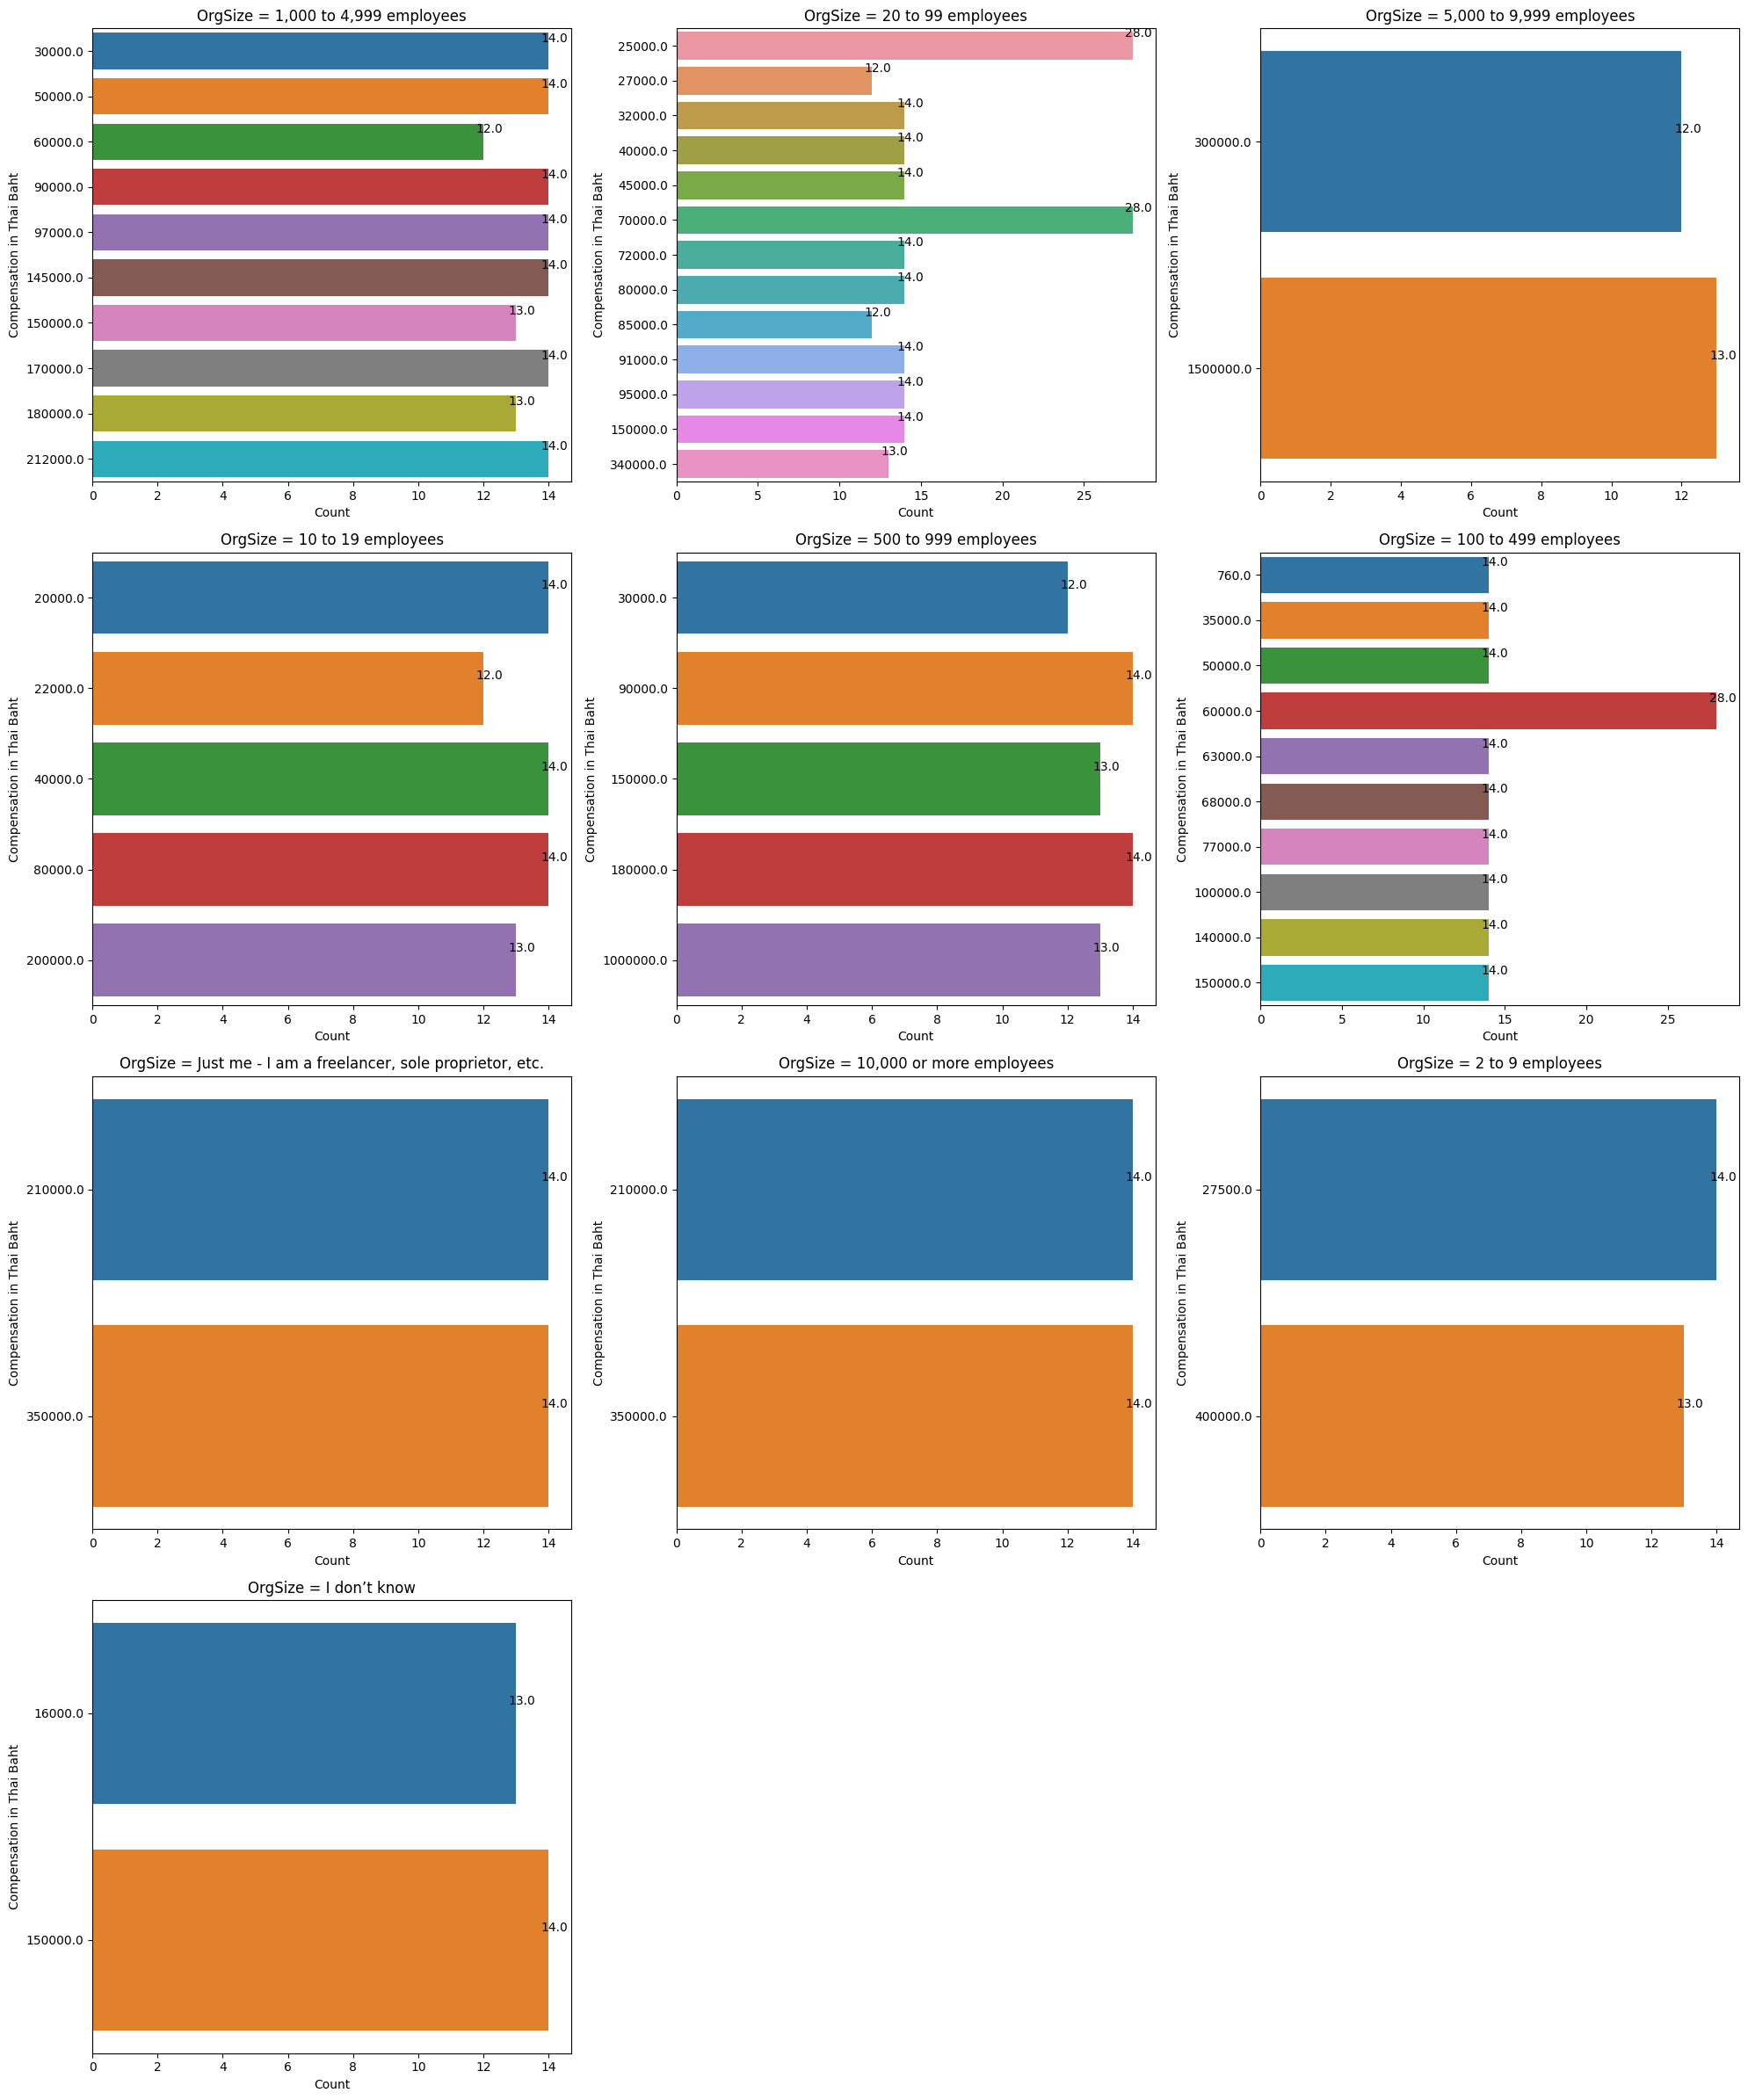 OrgSize = 1,000 to 4,999 employees
Compensation in Thai Baht
30000.0 14.0
50000.0 14.0
60000.0 12.0
90000.0 14.0
97000.0 14.0
145000.0 14.0
150000.0 13.0
170000.0 14.0
180000.0 13.0
212000.0 14.0
0 2 4 6 8 10 12 14
Count
OrgSize = 20 to 99 employees
Compensation in Thai Baht
25000.0 28.0
27000.0 12.0
32000.0 14.0
40000.0 14.0
45000.0 14.0
70000.0 28.0
72000.0 14.0
80000.0 14.0
85000.0 12.0
91000.0 14.0
95000.0 14.0
150000.0 14.0
340000.0 13.0
0 5 10 15 20 25
Count
OrgSize = 5,000 to 9,999 employees
Compensation in Thai Baht
300000.0 12.0
1500000.0 13.0
0 2 4 6 8 10 12
Count
OrgSize = 10 to 19 employees
Compensation in Thai Baht
20000.0 14.0
22000.0 12.0
40000.0 14.0
80000.0 14.0
200000.0 13.0
0 2 4 6 8 10 12 14
Count
OrgSize = 500 to 999 employees
Compensation in Thai Baht
30000.0 12.0
90000.0 14.0
150000.0 13.0
180000.0 14.0
1000000.0 13.0
0 2 4 6 8 10 12 14
Count
OrgSize = 100 to 499 employees
Compensation in Thai Baht
760.0 14.0
35000.0 14.0
50000.0 14.0
60000.0 28.0
63000.0 14.0
68000.0 14.0
77000.0 14.0
100000.0 14.0
140000.0 14.0
150000.0 14.0
0 5 10 15 20 25
Count
OrgSize = Just me - I am a freelancer, sole proprietor, etc.
Compensation in Thai Baht
210000.0 14.0
350000.0 14.0
0 2 4 6 8 10 12 14
Count
OrgSize = 10,000 or more employees
Compensation in Thai Baht
210000.0 14.0
350000.0 14.0
0 2 4 6 8 10 12 14
Count
OrgSize = 2 to 9 employees
Compensation in Thai Baht
27500.0 14.0
400000.0 13.0
0 2 4 6 8 10 12 14
Count
OrgSize = I don’t know
Compensation in Thai Baht
16000.0 13.0
150000.0 14.0
0 2 4 6 8 10 12 14
Count